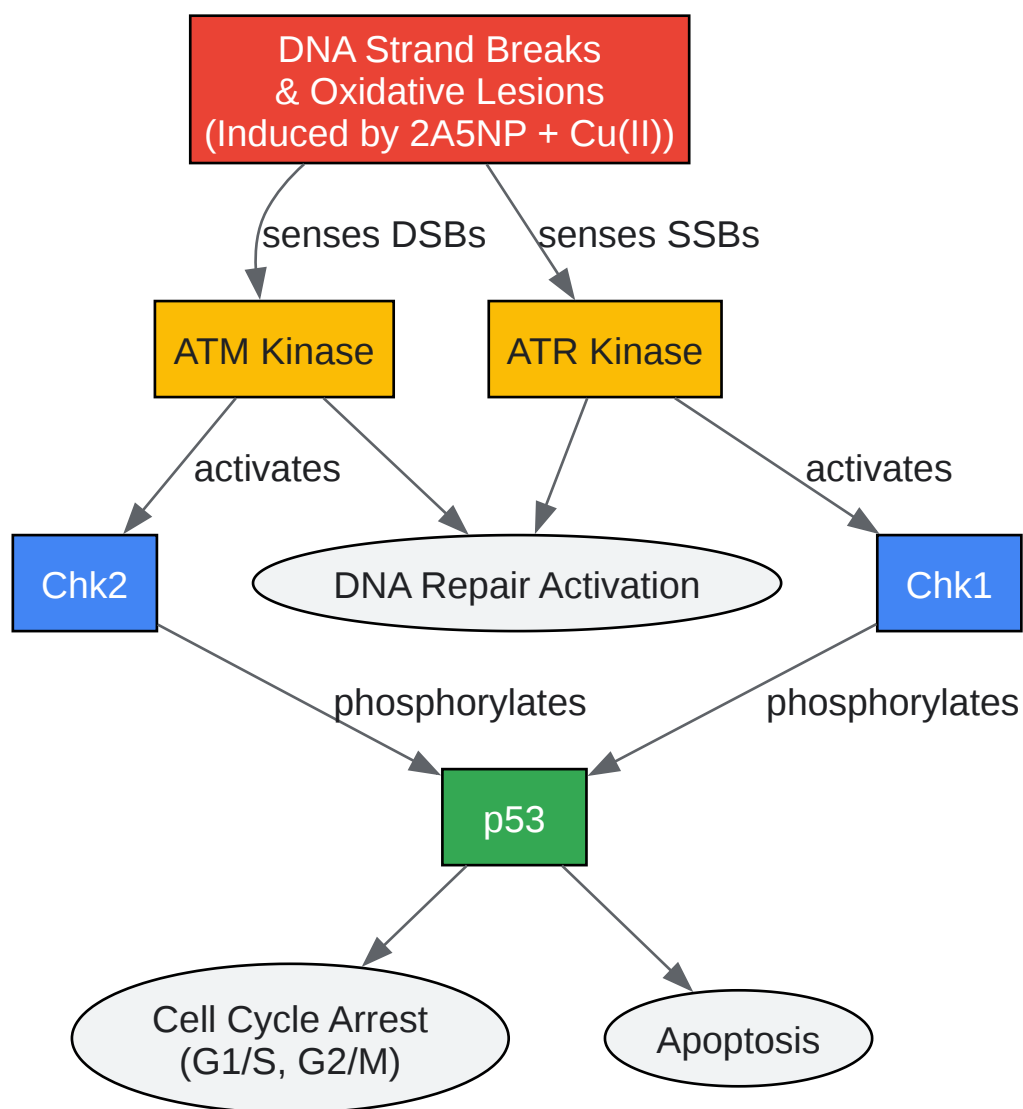 DNA Strand Breaks
& Oxidative Lesions
(Induced by 2A5NP + Cu(II))
senses DSBs
senses SSBs
ATM Kinase
ATR Kinase
activates
activates
Chk2
DNA Repair Activation
Chk1
phosphorylates
phosphorylates
p53
Cell Cycle Arrest
(G1/S, G2/M)
Apoptosis